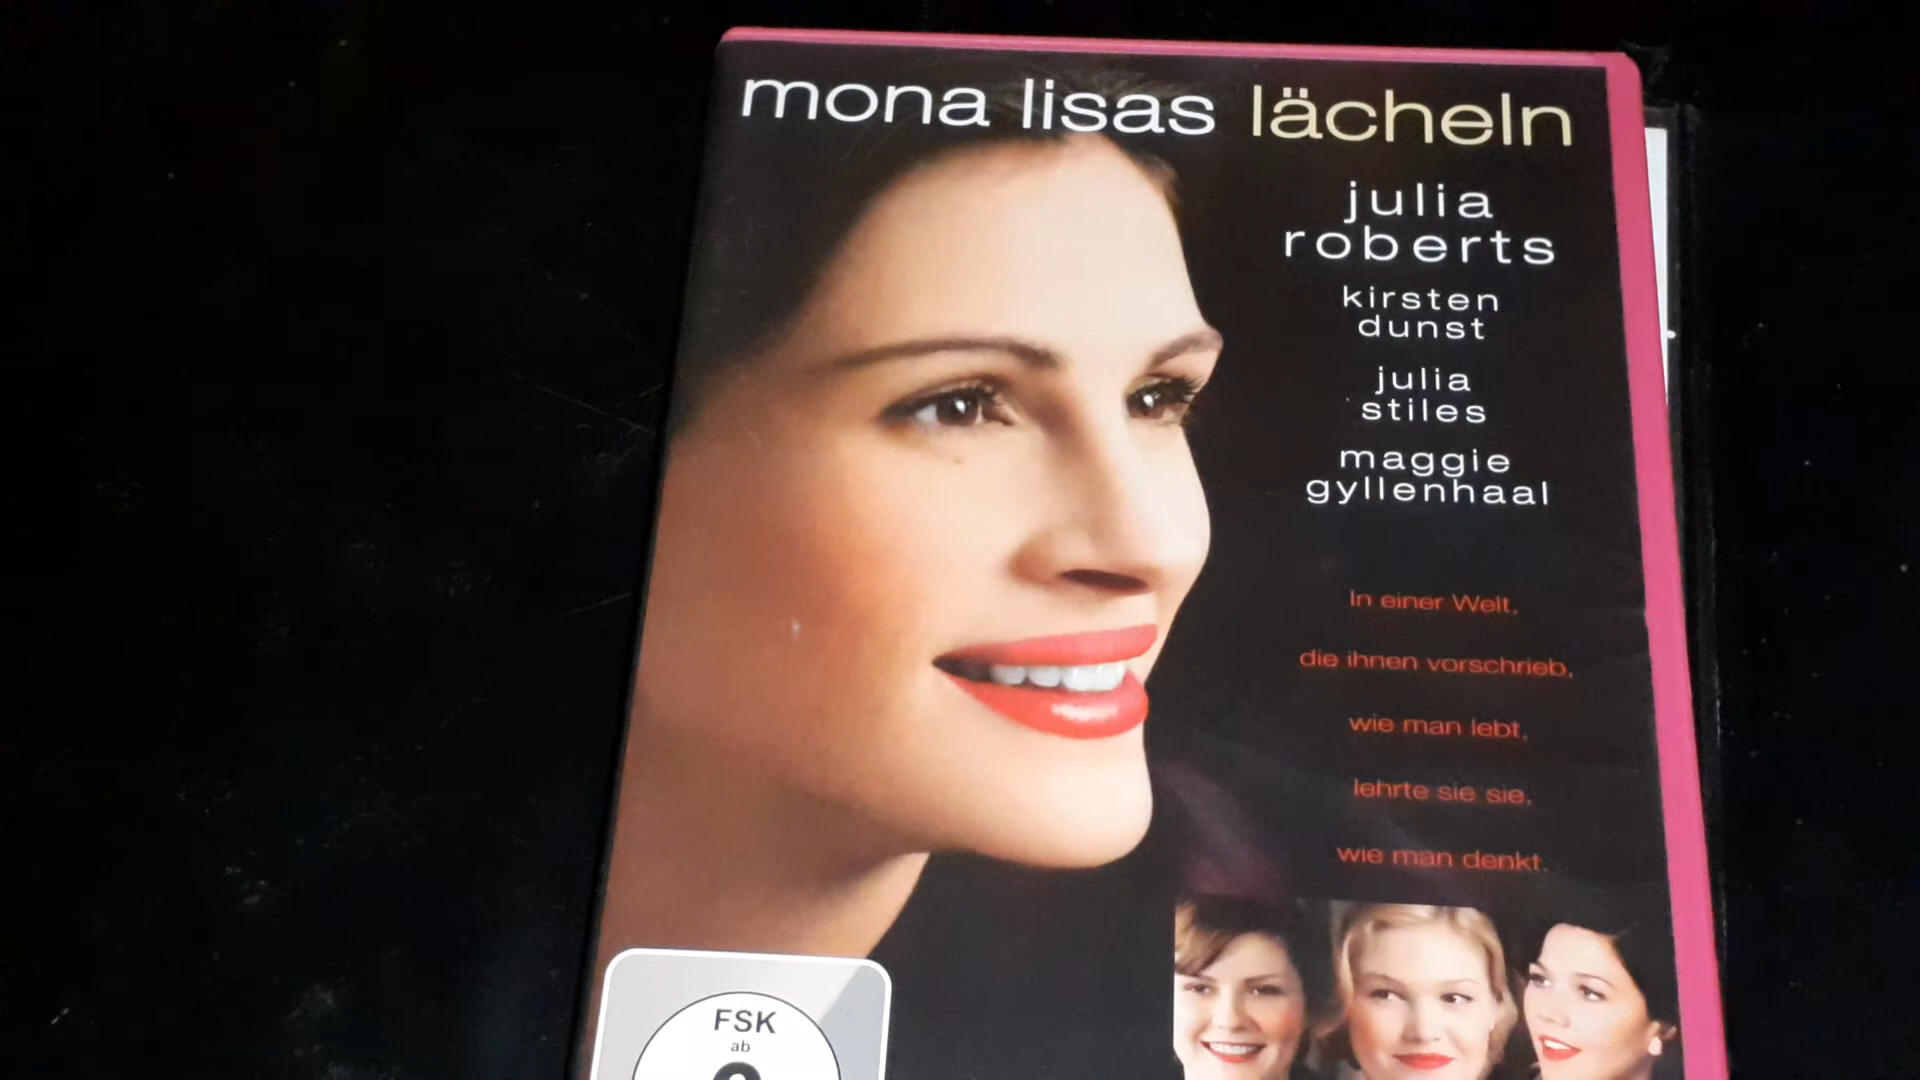 mona lisas lächeln
julia
roberts
kirsten
dunst
julia
stiles
maggie
gyllenhaal
In einer Welt,
die ihnen vorschrieb,
wie man lebt,
lehrte sie sie,
wie man denkt.
FSK
ab